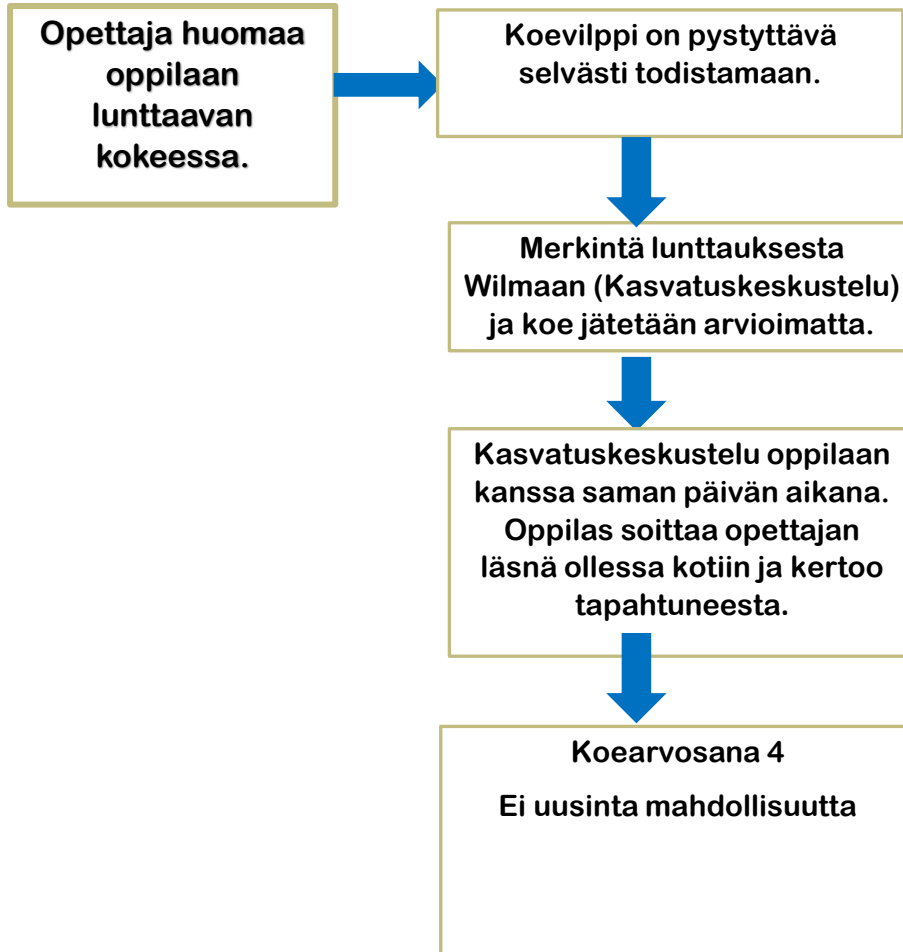 Opettaja huomaa
oppilaan
lunttaavan
kokeessa.
Koevilppi on pystyttävä
selvästi todistamaan.
Merkintä lunttauksesta
Wilmaan (Kasvatuskeskustelu)
ja koe jätetään arvioimatta.
Kasvatuskeskustelu oppilaan
kanssa saman päivän aikana.
Oppilas soittaa opettajan
läsnä ollessa kotiin ja kertoo
tapahtuneesta.
Koearvosana 4
Ei uusinta mahdollisuutta